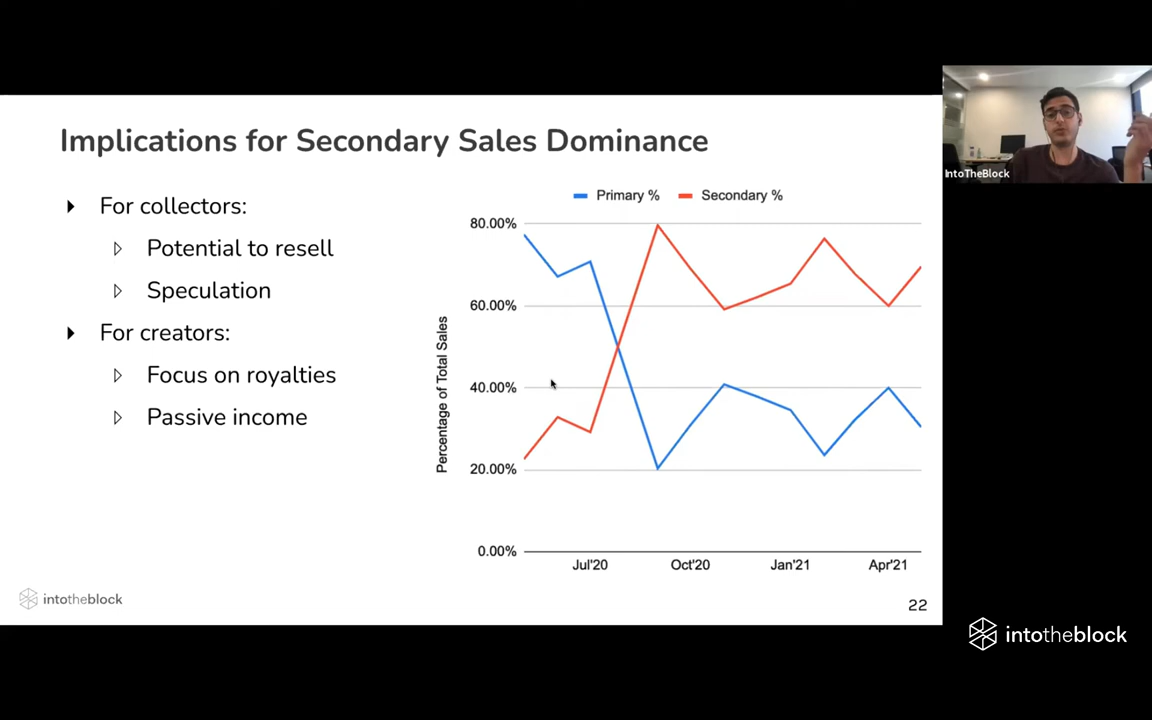 Implications for Secondary Sales Dominance
For collectors:
Potential to resell
Speculation
For creators:
Focus on royalties
Passive income
Primary %
Secondary %
Percentage of Total Sales
80.00%
60.00%
40.00%
20.00%
0.00%
Jul'20
Oct'20
Jan'21
Apr'21
intotheblock
22
IntoTheBlock
intotheblock